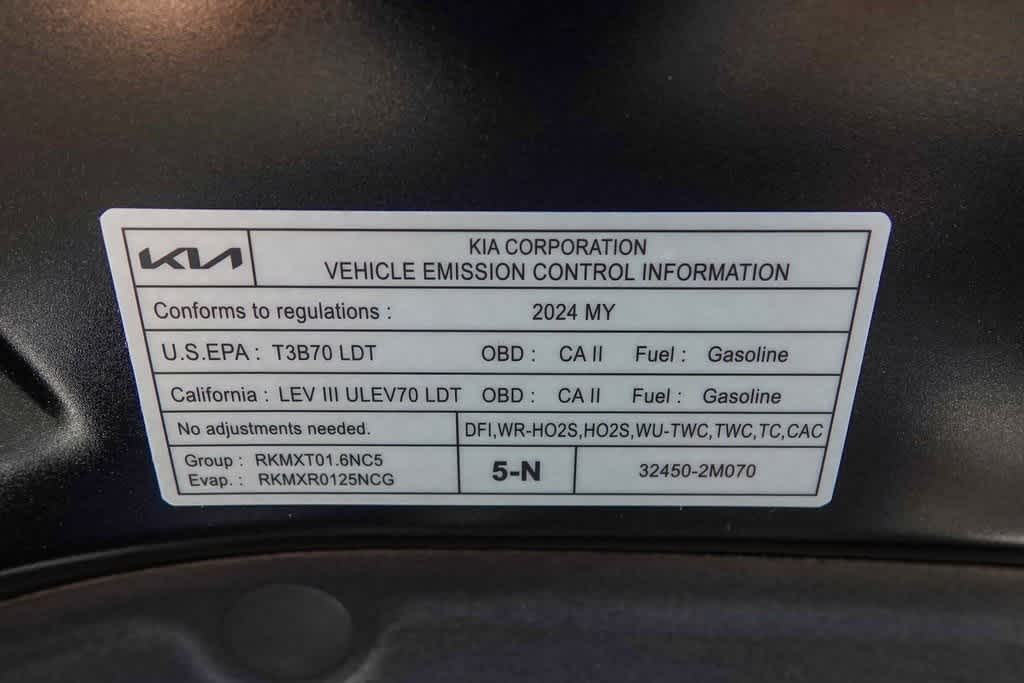 KIA
KIA CORPORATION
VEHICLE EMISSION CONTROL INFORMATION
Conforms to regulations : 2024 MY
U.S.EPA : T3B70 LDT OBD : CA II Fuel : Gasoline
California : LEV III ULEV70 LDT OBD : CA II Fuel : Gasoline
No adjustments needed. DFI,WR-HO2S,HO2S,WU-TWC,TWC,TC,CAC
Group : RKMXT01.6NC5
Evap. : RKMXR0125NCG
5-N
32450-2M070